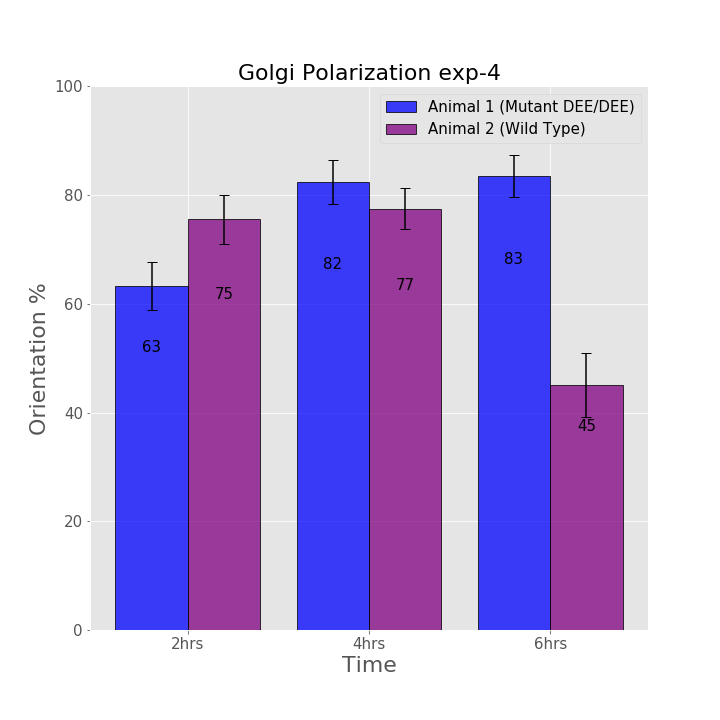 Golgi Polarization exp-4
100
80
60
40
20
0
Orientation %
Animal 1 (Mutant DEE/DEE)
Animal 2 (Wild Type)
63
75
82
77
83
45
2hrs
4hrs
6hrs
Time